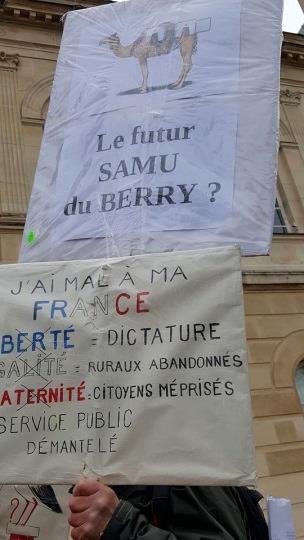 Le futur
SAMU
du BERRY ?
J'AI MAL À MA
FRANCE
BERTÉ = DICTATURE
GALITÉ = RURAUX ABANDONNÉS
ATERNITÉ : CITOYENS MÉPRISÉS
SERVICE PUBLIC
DÉMANTELÉ
!!